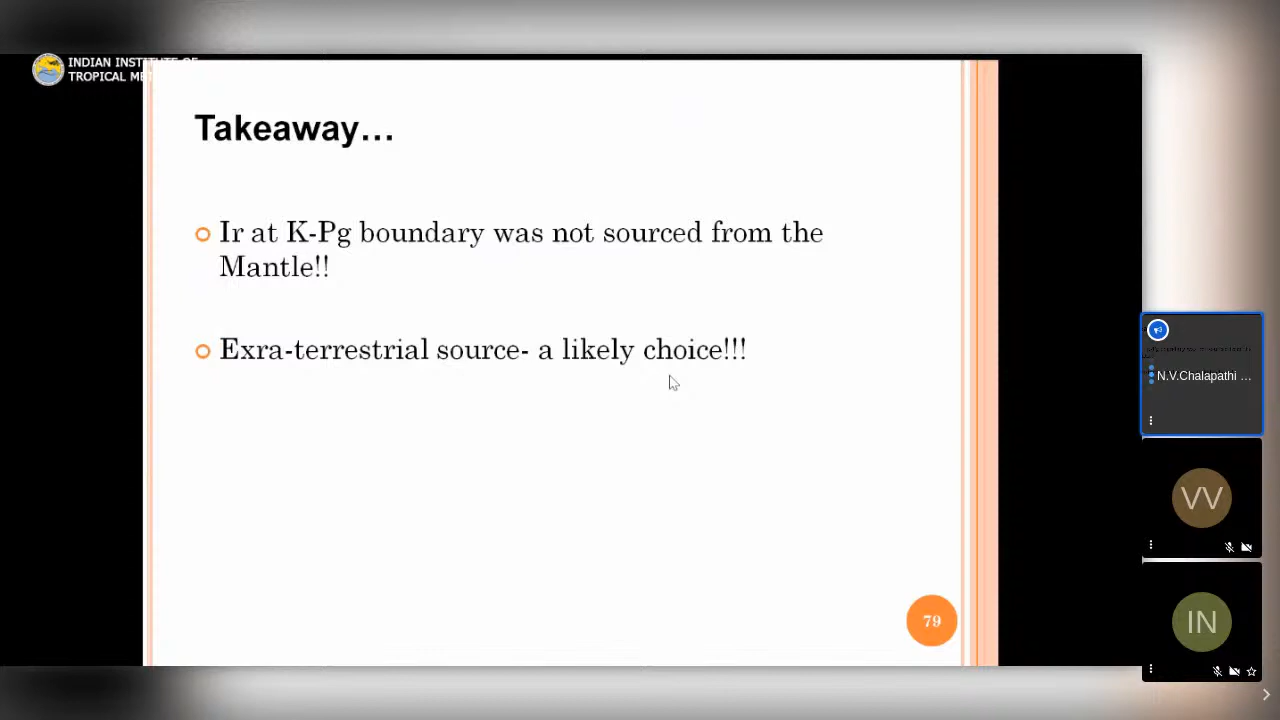 INDIAN INSTITUTE OF
TROPICAL ME
Takeaway...
Ir at K-Pg boundary was not sourced from the
Mantle!!
Exra-terrestrial source- a likely choice!!!
79
N.V.Chalapathi ...
VV
IN